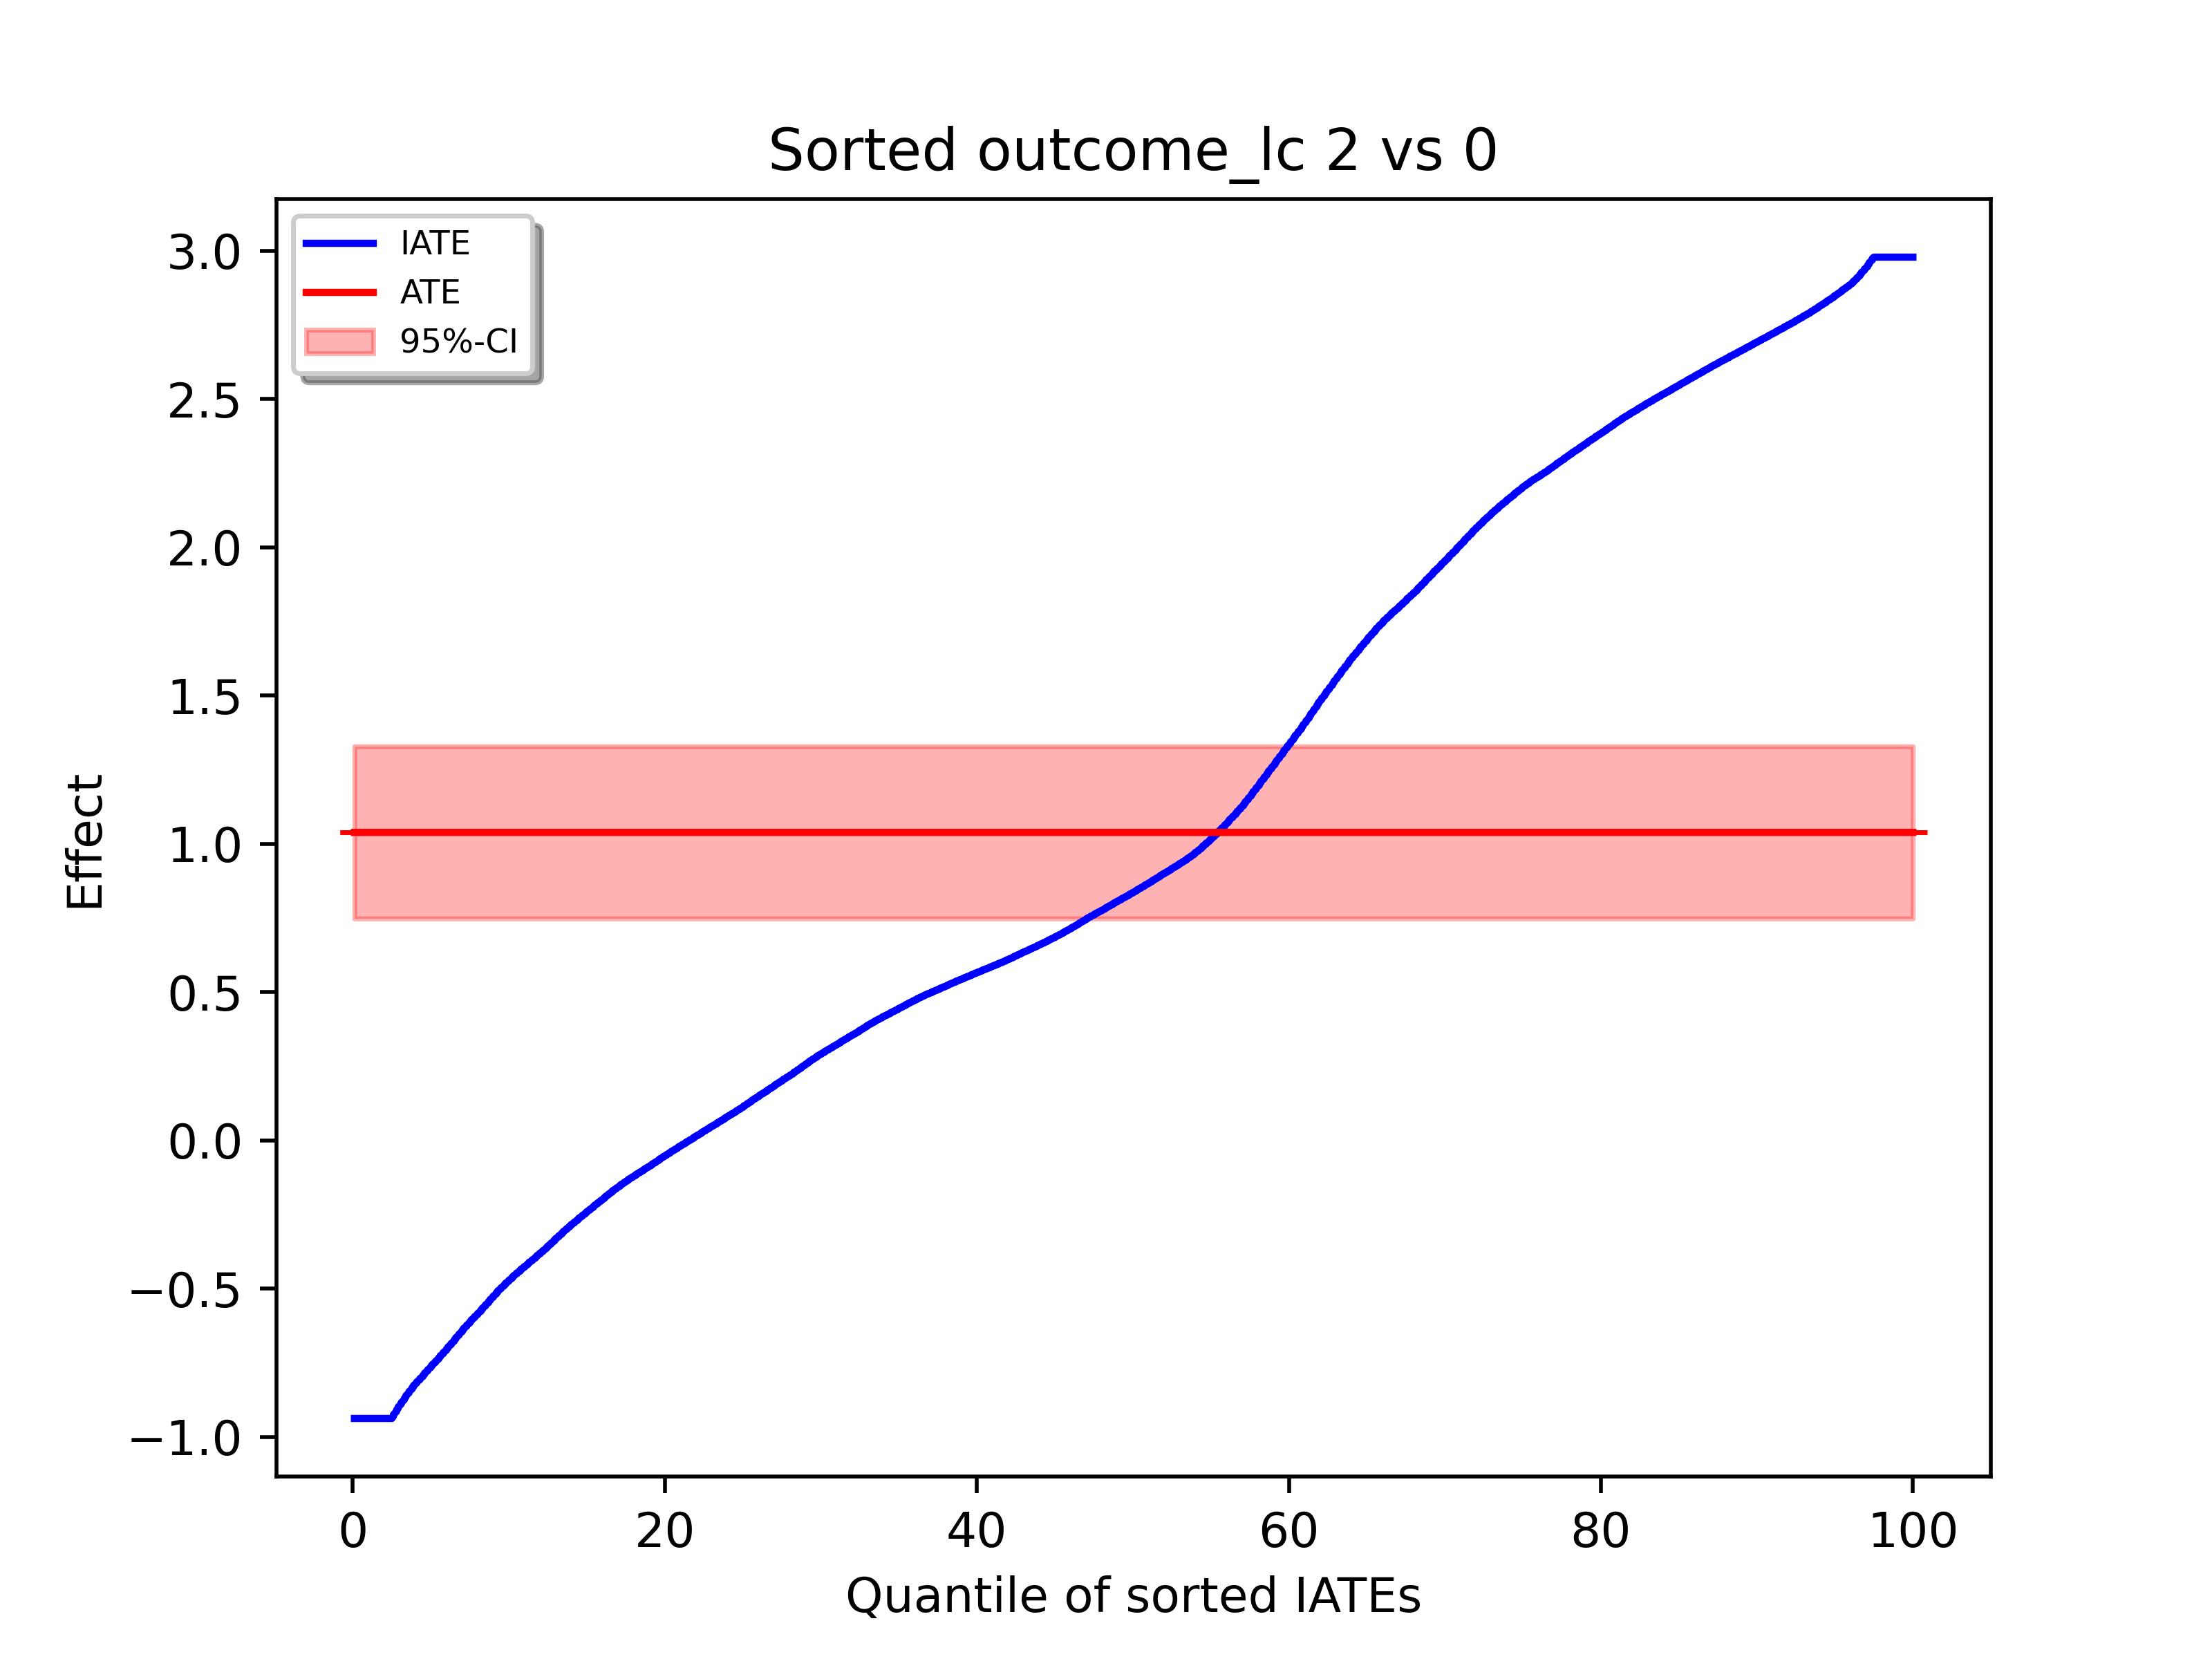 Sorted outcome_lc 2 vs 0
IATE
ATE
95%-CI
3.0
2.5
2.0
1.5
1.0
0.5
0.0
−0.5
−1.0
Effect
0 20 40 60 80 100
Quantile of sorted IATEs